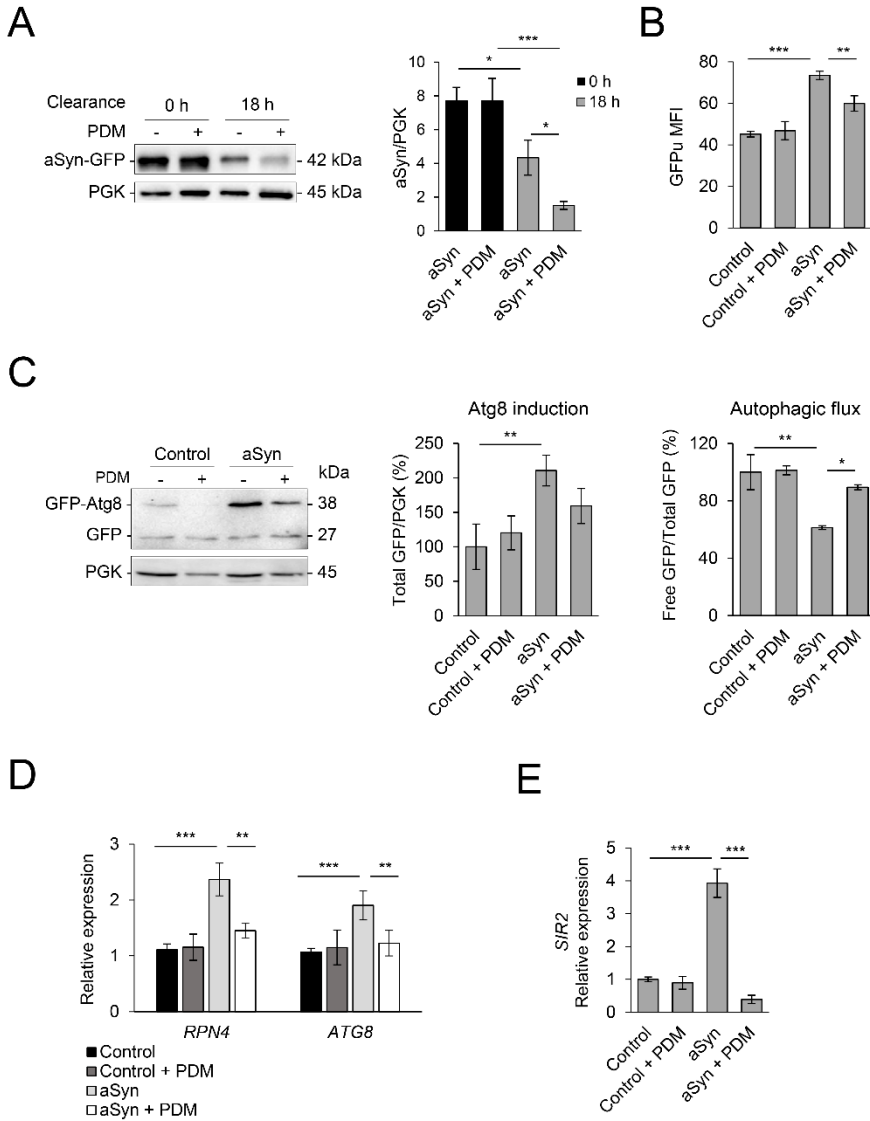 A
Clearance
0 h
18 h
PDM
-
+
-
+
aSyn-GFP
42 kDa
PGK
45 kDa
aSyn/PGK
10
8
6
4
2
0
***
*
*
0 h
18 h
aSyn
aSyn + PDM
aSyn
aSyn + PDM
B
GFPu MFI
80
60
40
20
0
***
**
Control
Control + PDM
aSyn
aSyn + PDM
C
Control
aSyn
kDa
PDM
-
+
-
+
GFP-Atg8
38
GFP
27
PGK
45
Atg8 induction
Total GFP/PGK (%)
250
200
150
100
50
0
**
Control
Control + PDM
aSyn
aSyn + PDM
Autophagic flux
Free GFP/Total GFP (%)
120
80
40
0
**
*
Control
Control + PDM
aSyn
aSyn + PDM
D
Relative expression
3
2
1
0
***
**
***
**
RPN4
ATG8
Control
Control + PDM
aSyn
aSyn + PDM
E
SIR2
Relative expression
5
4
3
2
1
0
***
***
Control
Control + PDM
aSyn
aSyn + PDM